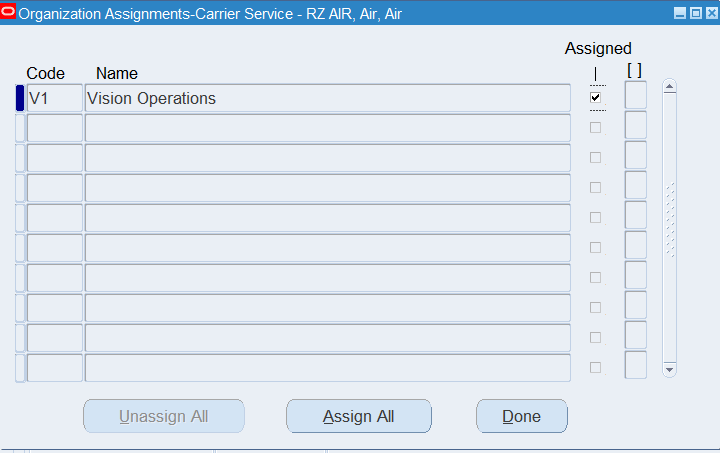 Organization Assignments-Carrier Service - RZ AIR, Air, Air
Assigned
Code Name | [ ]
V1 Vision Operations
Unassign All Assign All Done